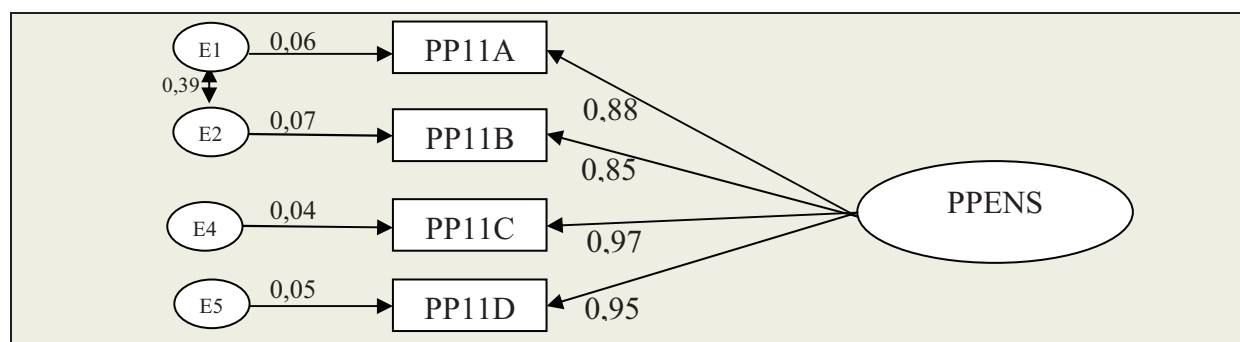 E1 0,06 PP11A
0,39
0,88
E2 0,07 PP11B
0,85
PPENS
E4 0,04 PP11C
0,97
E5 0,05 PP11D
0,95